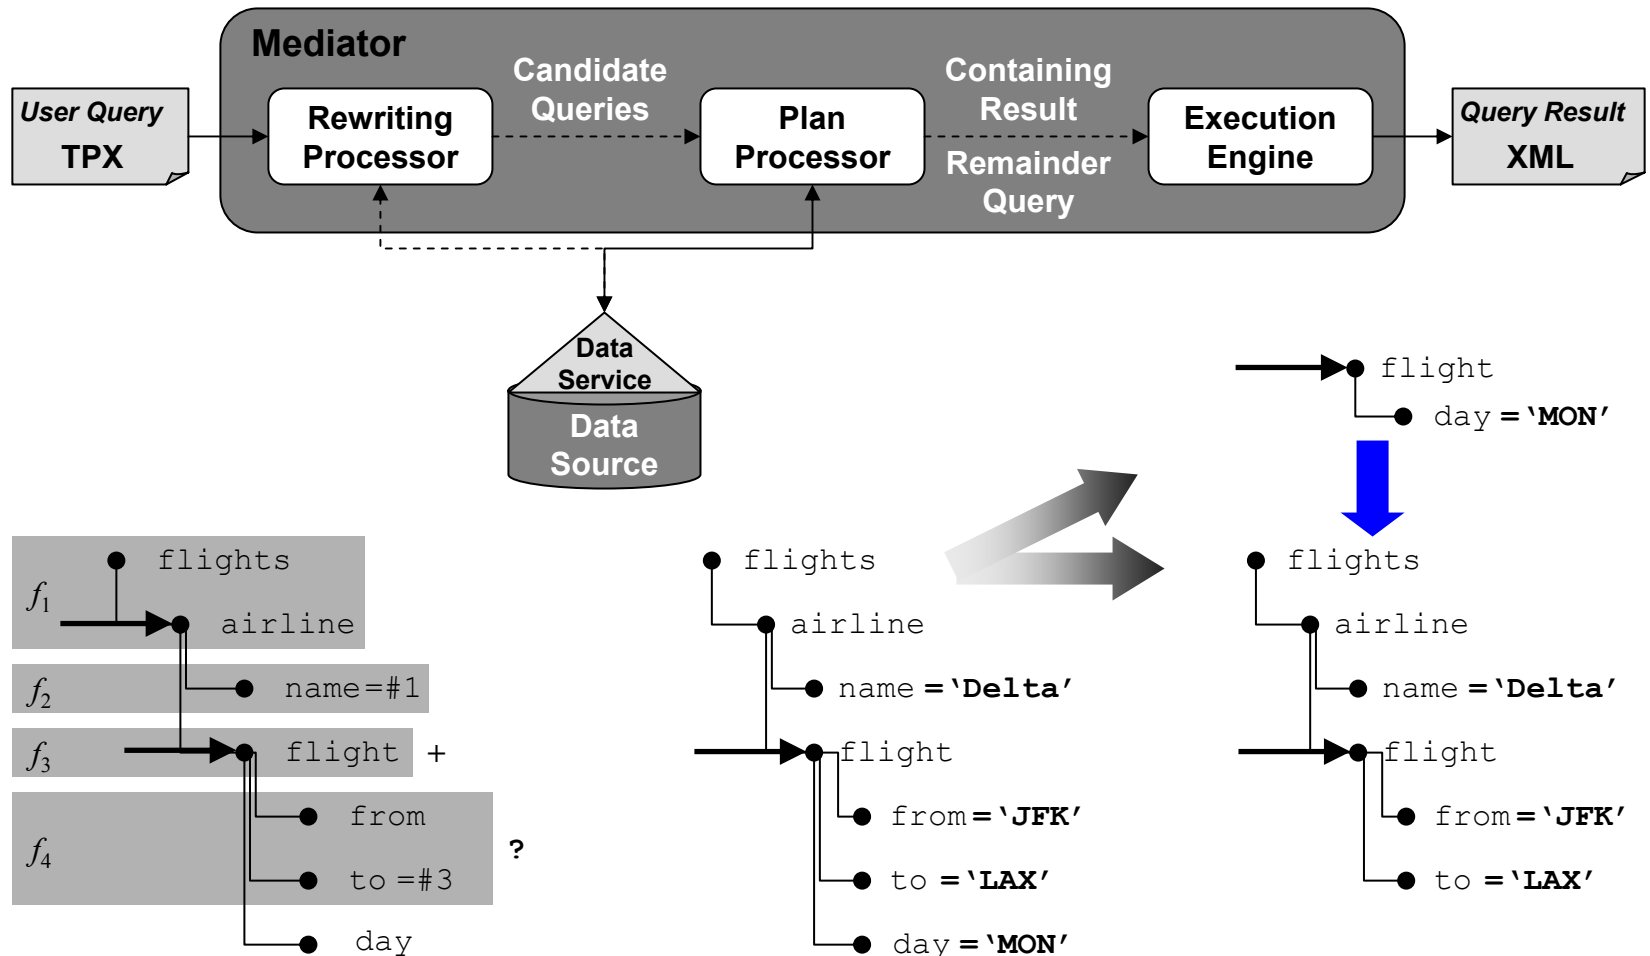 Mediator
User Query
TPX
Rewriting
Processor
Candidate
Queries
Plan
Processor
Containing
Result
Remainder
Query
Execution
Engine
Query Result
XML
Data
Service
Data
Source
flight
day =‘MON’
f1
flights
airline
f2
name=#1
f3
flight +
f4
from
to =#3
?
day
flights
airline
name =‘Delta’
flight
from=‘JFK’
to =‘LAX’
day =‘MON’
flights
airline
name =‘Delta’
flight
from=‘JFK’
to =‘LAX’